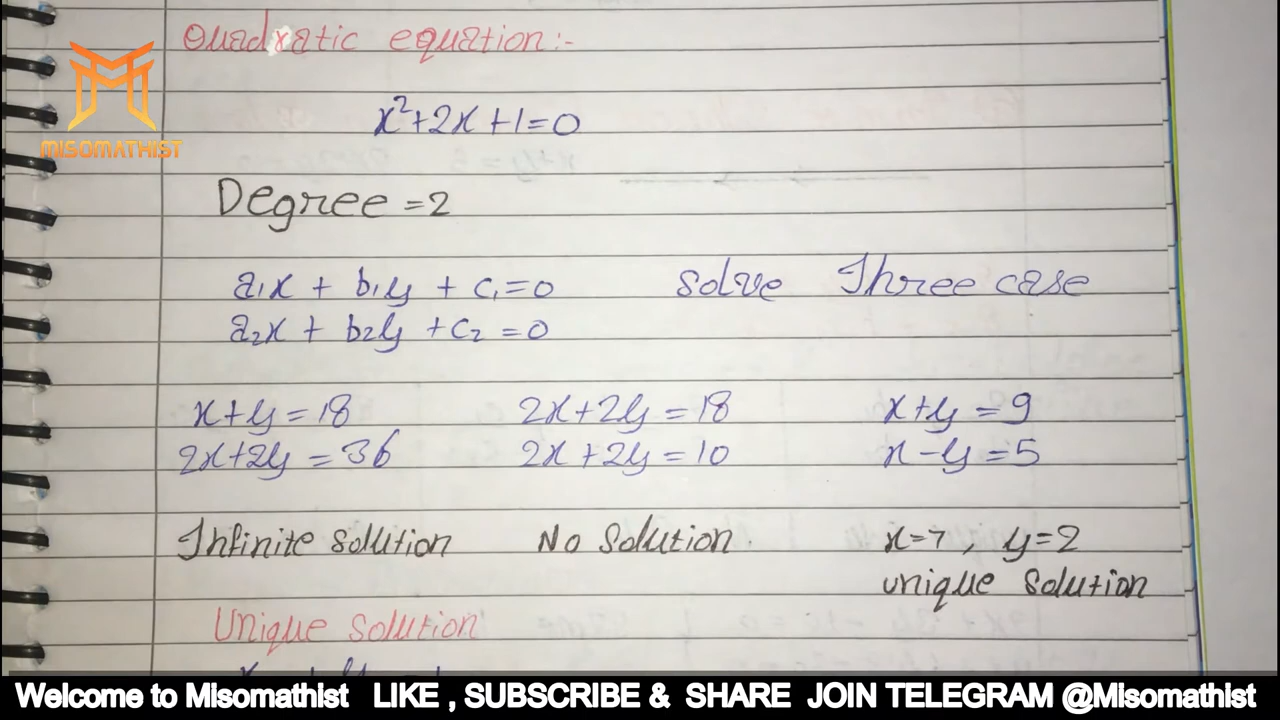 Quadratic equation:-
MISOMATHIST
x²+2x+1=0
Degree =2
a₁x + b₁y + c₁=0 solve Three case
a₂x + b₂y + c₂ =0
x+y =18 2x+2y =18 x+y =9
2x+2y =36 2x+2y =10 x-y =5
Infinite solution No Solution. x=7, y=2
unique solution
Unique solution
Welcome to Misomathist LIKE , SUBSCRIBE & SHARE JOIN TELEGRAM @Misomathist